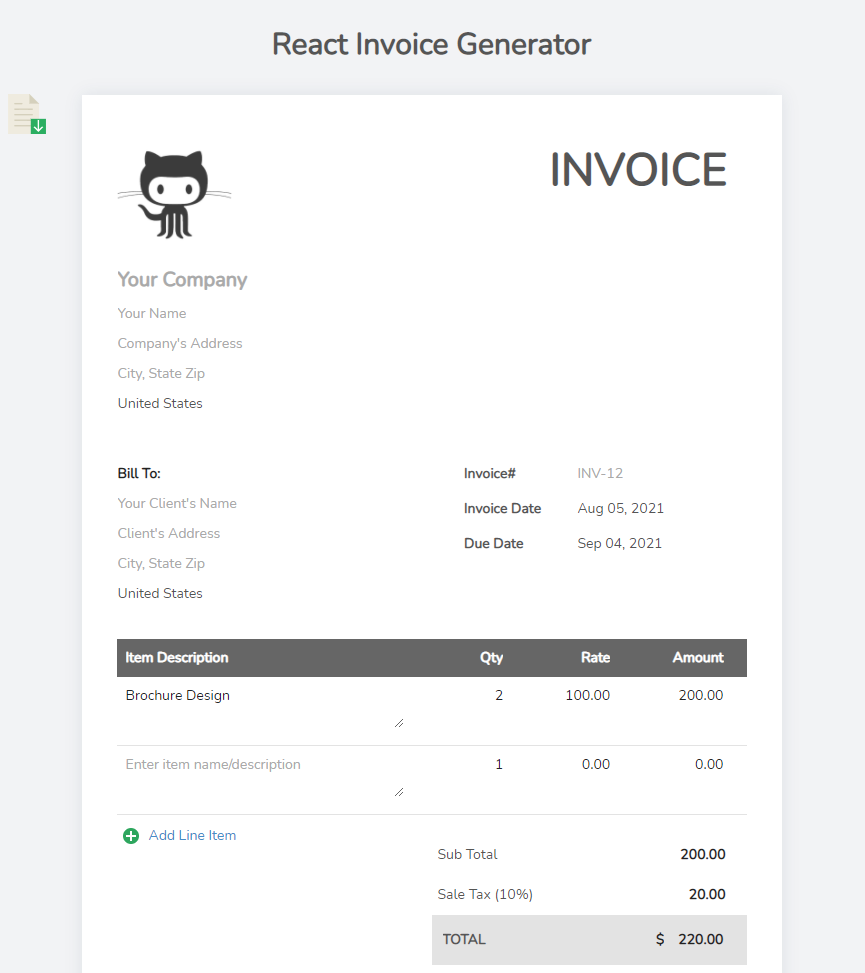 React Invoice Generator
INVOICE
Your Company
Your Name
Company's Address
City, State Zip
United States
Bill To:
Your Client's Name
Client's Address
City, State Zip
United States
Invoice# INV-12
Invoice Date Aug 05, 2021
Due Date Sep 04, 2021
Item Description Qty Rate Amount
Brochure Design 2 100.00 200.00
Enter item name/description 1 0.00 0.00
Add Line Item
Sub Total 200.00
Sale Tax (10%) 20.00
TOTAL $ 220.00